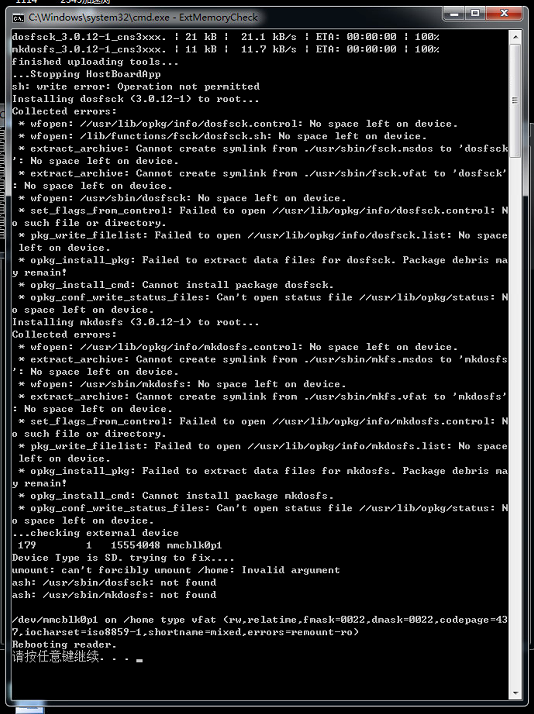 C:\Windows\system32\cmd.exe - ExtMemoryCheck
dosfsck_3.0.12-1_cns3xxx. | 21 kB |  21.1 kB/s | ETA: 00:00:00 | 100%
mkdosfs_3.0.12-1_cns3xxx. | 11 kB |  11.7 kB/s | ETA: 00:00:00 | 100%
finished uploading tools...
...Stopping HostBoardApp
sh: write error: Operation not permitted
Installing dosfsck (3.0.12-1) to root...
Collected errors:
 * wfopen: //usr/lib/opkg/info/dosfsck.control: No space left on device.
 * wfopen: /lib/functions/fsck/dosfsck.sh: No space left on device.
 * extract_archive: Cannot create symlink from ./usr/sbin/fsck.msdos to 'dosfsck
': No space left on device.
 * extract_archive: Cannot create symlink from ./usr/sbin/fsck.vfat to 'dosfsck'
: No space left on device.
 * wfopen: /usr/sbin/dosfsck: No space left on device.
 * set_flags_from_control: Failed to open //usr/lib/opkg/info/dosfsck.control: N
o such file or directory.
 * pkg_write_filelist: Failed to open //usr/lib/opkg/info/dosfsck.list: No space
 left on device.
 * opkg_install_pkg: Failed to extract data files for dosfsck. Package debris ma
y remain!
 * opkg_install_cmd: Cannot install package dosfsck.
 * opkg_conf_write_status_files: Can't open status file //usr/lib/opkg/status: N
o space left on device.
Installing mkdosfs (3.0.12-1) to root...
Collected errors:
 * wfopen: //usr/lib/opkg/info/mkdosfs.control: No space left on device.
 * extract_archive: Cannot create symlink from ./usr/sbin/mkfs.msdos to 'mkdosfs
': No space left on device.
 * wfopen: /usr/sbin/mkdosfs: No space left on device.
 * extract_archive: Cannot create symlink from ./usr/sbin/mkfs.vfat to 'mkdosfs'
: No space left on device.
 * set_flags_from_control: Failed to open //usr/lib/opkg/info/mkdosfs.control: N
o such file or directory.
 * pkg_write_filelist: Failed to open //usr/lib/opkg/info/mkdosfs.list: No space
 left on device.
 * opkg_install_pkg: Failed to extract data files for mkdosfs. Package debris ma
y remain!
 * opkg_install_cmd: Cannot install package mkdosfs.
 * opkg_conf_write_status_files: Can't open status file //usr/lib/opkg/status: N
o space left on device.
...checking external device
 179        1   15554048 mmcblk0p1
Device Type is SD. trying to fix....
umount: can't forcibly umount /home: Invalid argument
ash: /usr/sbin/dosfsck: not found
ash: /usr/sbin/mkdosfs: not found
/dev/mmcblk0p1 on /home type vfat (rw,relatime,fmask=0022,dmask=0022,codepage=43
7,iocharset=iso8859-1,shortname=mixed,errors=remount-ro)
Rebooting reader.
请按任意键继续. . .